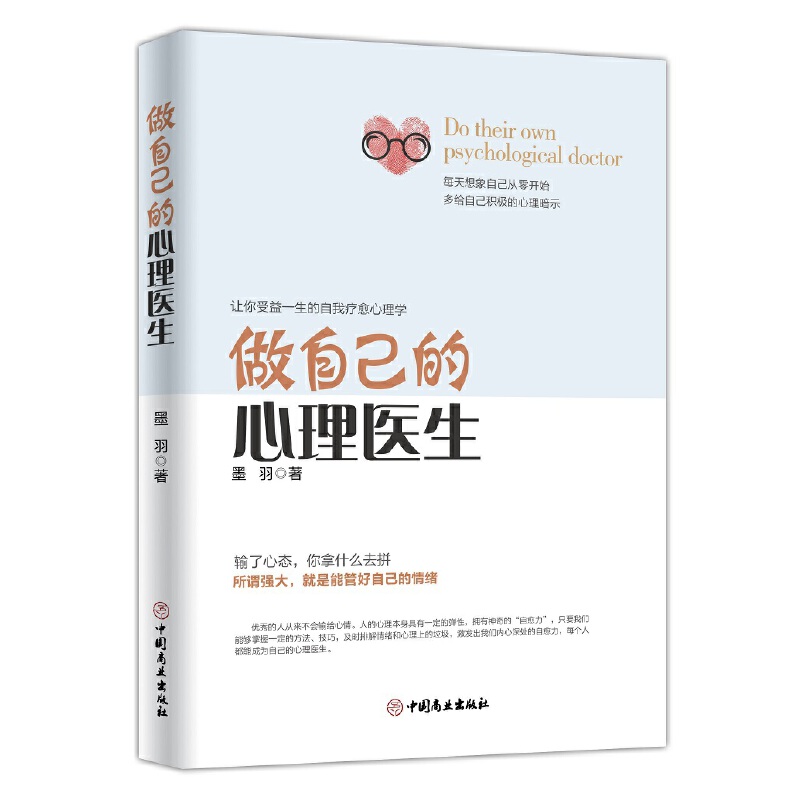 Do their own
psychological doctor
每天想象自己从零开始
多给自己积极的心理暗示
让你受益一生的自我疗愈心理学
做自己的
心理医生
墨 羽◎著
输了心态，你拿什么去拼
所谓强大，就是能管好自己的情绪
优秀的人从来不会输给心情。人的心理本身具有一定的弹性，拥有神奇的“自愈力”，只要我们
能够掌握一定的方法、技巧，及时排解情绪和心理上的垃圾，激发出我们内心深处的自愈力，每个人
都能成为自己的心理医生。
中国商业出版社
做自己的心理医生
墨 羽◎著
中国商业出版社